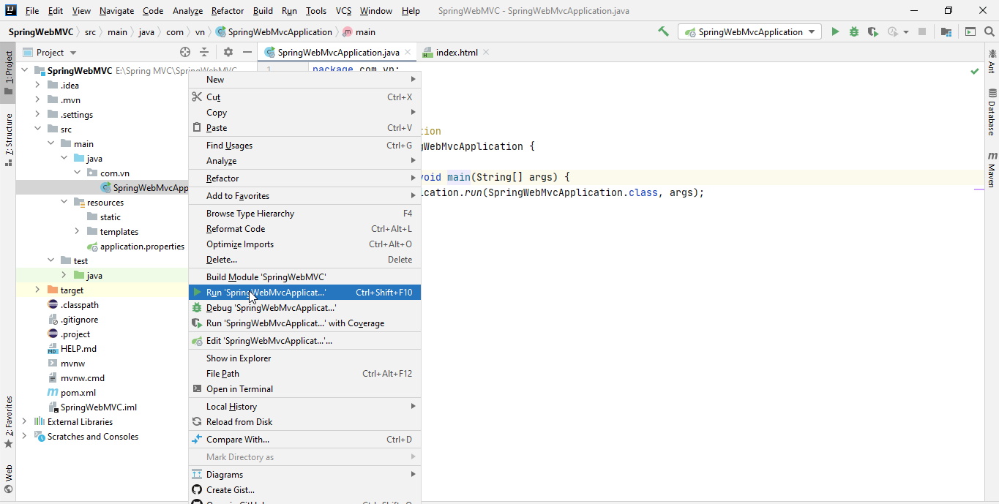 File Edit View Navigate Code Analyze Refactor Build Run Tools VCS Window Help SpringWebMVC - SpringWebMvcApplication.java
SpringWebMVC src main java com vn SpringWebMvcApplication main
SpringWebMvcApplication
Project
SpringWebMvcApplication.java
index.html
1: Project
7: Structure
2: Favorites
Web
SpringWebMVC E:\Spring MVC\SpringWebMVC
.idea
.mvn
.settings
src
main
java
com.vn
SpringWebMvcApp
resources
static
templates
application.properties
test
java
target
.classpath
.gitignore
.project
HELP.md
mvnw
mvnw.cmd
pom.xml
SpringWebMVC.iml
External Libraries
Scratches and Consoles
New
Cut Ctrl+X
Copy
Paste Ctrl+V
Find Usages Ctrl+G
Analyze
Refactor
Add to Favorites
Browse Type Hierarchy F4
Reformat Code Ctrl+Alt+L
Optimize Imports Ctrl+Alt+O
Delete... Delete
Build Module 'SpringWebMVC'
Run 'SpringWebMvcApplicat...' Ctrl+Shift+F10
Debug 'SpringWebMvcApplicat...'
Run 'SpringWebMvcApplicat...' with Coverage
Edit 'SpringWebMvcApplicat...'...
Show in Explorer
File Path Ctrl+Alt+F12
Open in Terminal
Local History
Reload from Disk
Compare With... Ctrl+D
Mark Directory as
Diagrams
Create Gist...
1 package com.vn;
tion
gWebMvcApplication {
void main(String[] args) {
lication.run(SpringWebMvcApplication.class, args);
Ant
Database
m Maven